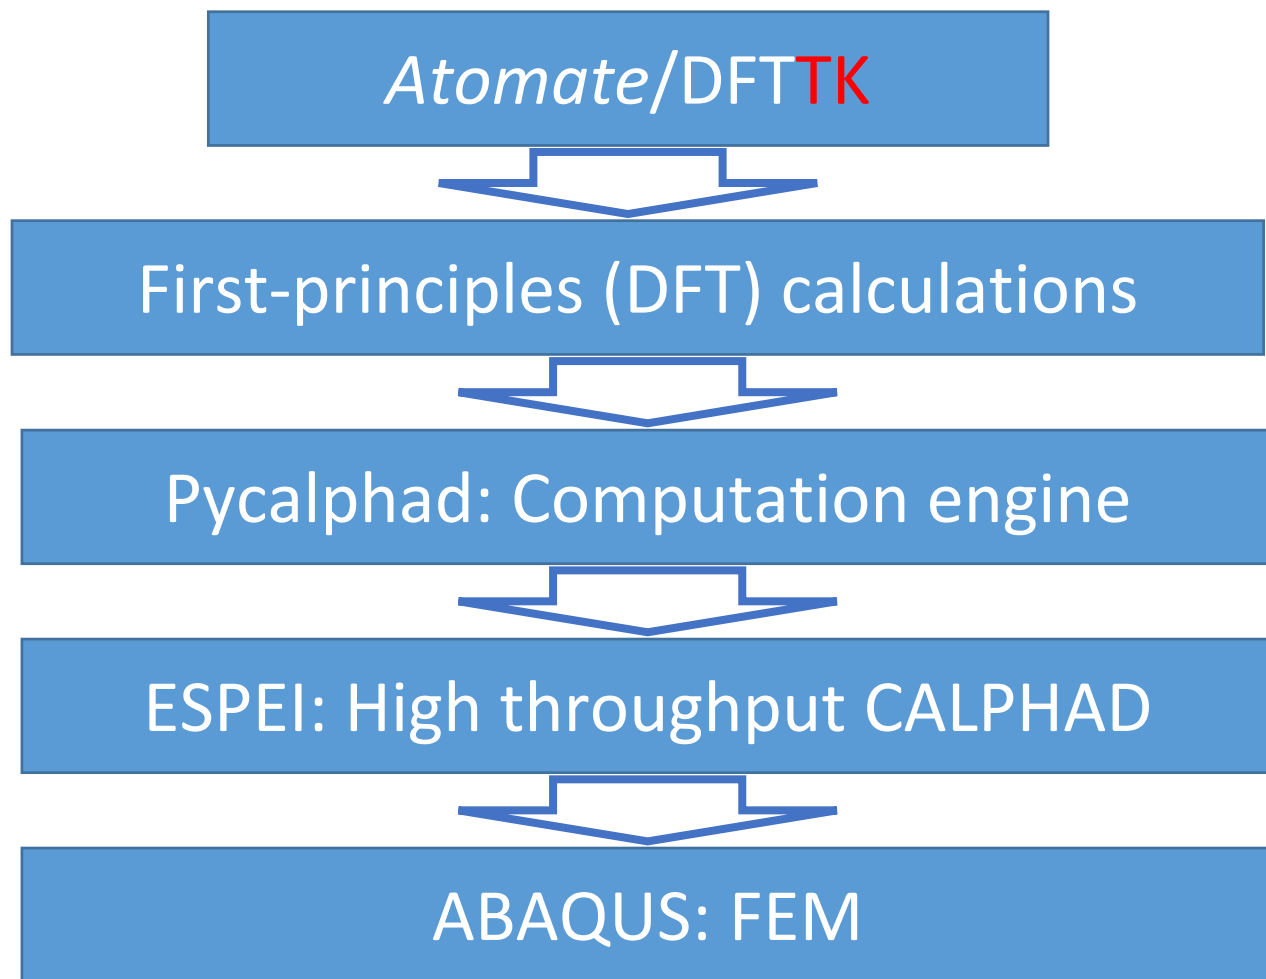 Atomate/DFTTK
First-principles (DFT) calculations
Pycalphad: Computation engine
ESPEI: High throughput CALPHAD
ABAQUS: FEM